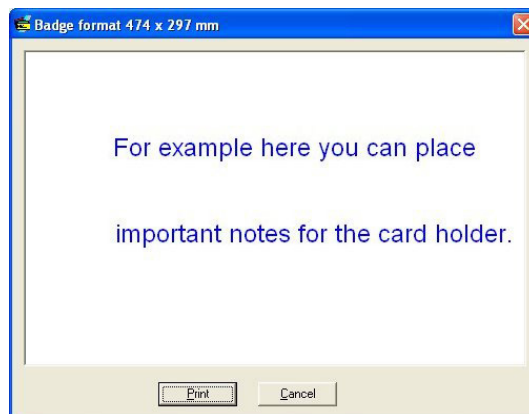 Badge format 474 x 297 mm
For example here you can place
important notes for the card holder.
Print
Cancel